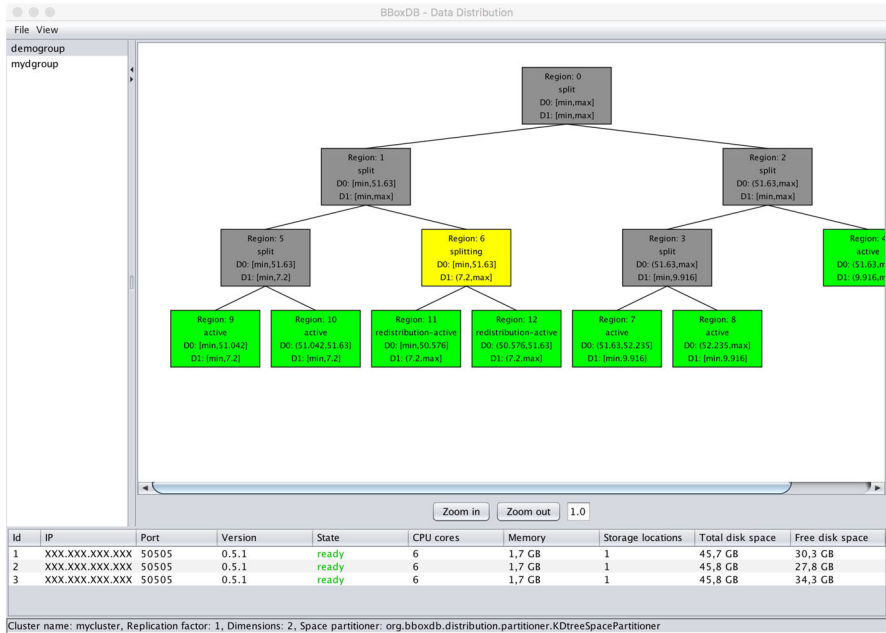 BBoxDB - Data Distribution
File View
demogroup
mydgroup
Region: 0
split
D0: [min,max]
D1: [min,max]
Region: 1
split
D0: [min,51.63]
D1: [min,max]
Region: 2
split
D0: (51.63,max]
D1: [min,max]
Region: 5
split
D0: [min,51.63]
D1: [min,7.2]
Region: 6
splitting
D0: [min,51.63]
D1: (7.2,max]
Region: 3
split
D0: (51.63,max]
D1: [min,9.916]
Region: 4
active
D0: (51.63,m
D1: (9.916,m
Region: 9
active
D0: [min,51.042]
D1: [min,7.2]
Region: 10
active
D0: (51.042,51.63]
D1: [min,7.2]
Region: 11
redistribution-active
D0: [min,50.576]
D1: (7.2,max]
Region: 12
redistribution-active
D0: (50.576,51.63]
D1: (7.2,max]
Region: 7
active
D0: (51.63,52.235]
D1: [min,9.916]
Region: 8
active
D0: (52.235,max]
D1: [min,9.916]
Zoom in Zoom out 1.0
Id IP Port Version State CPU cores Memory Storage locations Total disk space Free disk space
1 XXX.XXX.XXX.XXX 50505 0.5.1 ready 6 1,7 GB 1 45,7 GB 30,3 GB
2 XXX.XXX.XXX.XXX 50505 0.5.1 ready 6 1,7 GB 1 45,8 GB 27,8 GB
3 XXX.XXX.XXX.XXX 50505 0.5.1 ready 6 1,7 GB 1 45,8 GB 34,3 GB
Cluster name: mycluster, Replication factor: 1, Dimensions: 2, Space partitioner: org.bboxdb.distribution.partitioner.KDtreeSpacePartitioner